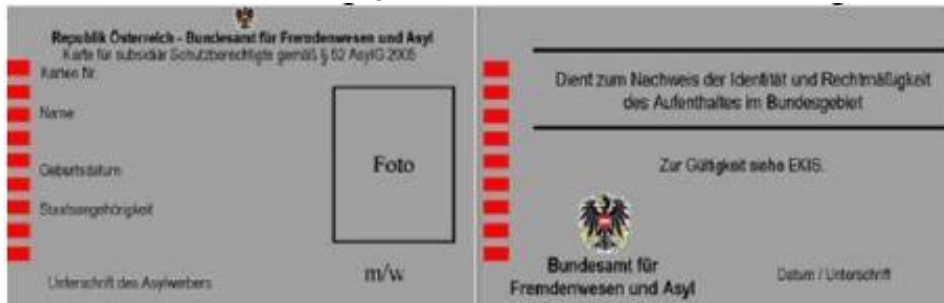 Republik Österreich - Bundesamt für Fremdenwesen und Asyl
Karte für subsidiär Schutzberechtigte gemäß § 52 AsylG 2005
Karten Nr.
Name
Geburtsdatum
Staatsangehörigkeit
Foto
Unterschrift des Asylwerbers
m/w
Dient zum Nachweis der Identität und Rechtmäßigkeit
des Aufenthaltes im Bundesgebiet
Zur Gültigkeit siehe EKIS.
Bundesamt für
Fremdenwesen und Asyl
Datum / Unterschrift